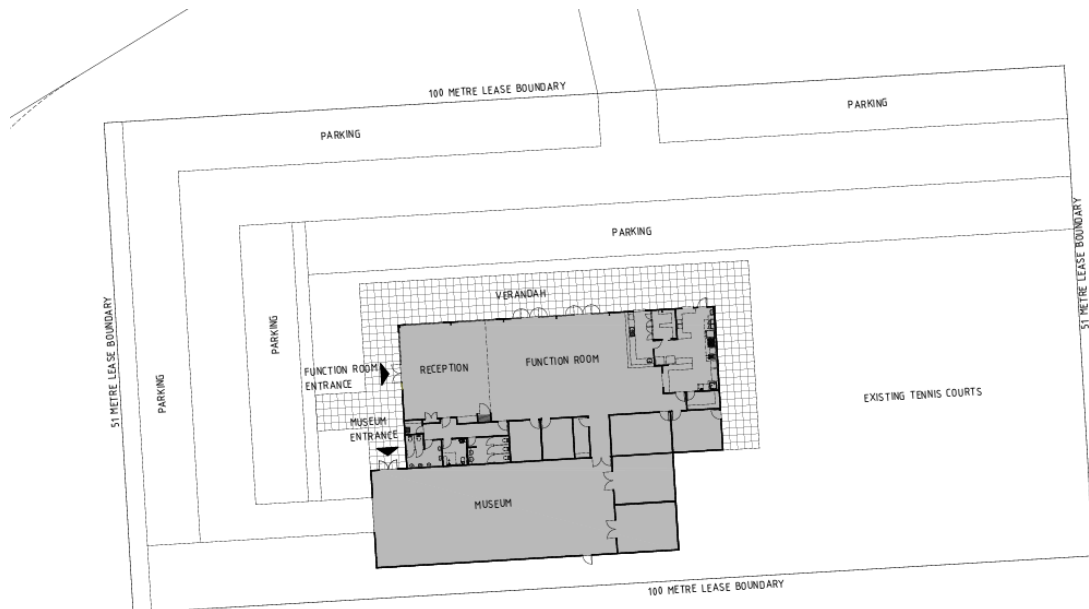 100 METRE LEASE BOUNDARY
PARKING
PARKING
PARKING
51 METRE LEASE BOUNDARY
51 METRE LEASE BOUNDARY
VERANDAH
PARKING
PARKING
FUNCTION ROOM
ENTRANCE
RECEPTION
FUNCTION ROOM
EXISTING TENNIS COURTS
MUSEUM
ENTRANCE
MUSEUM
100 METRE LEASE BOUNDARY